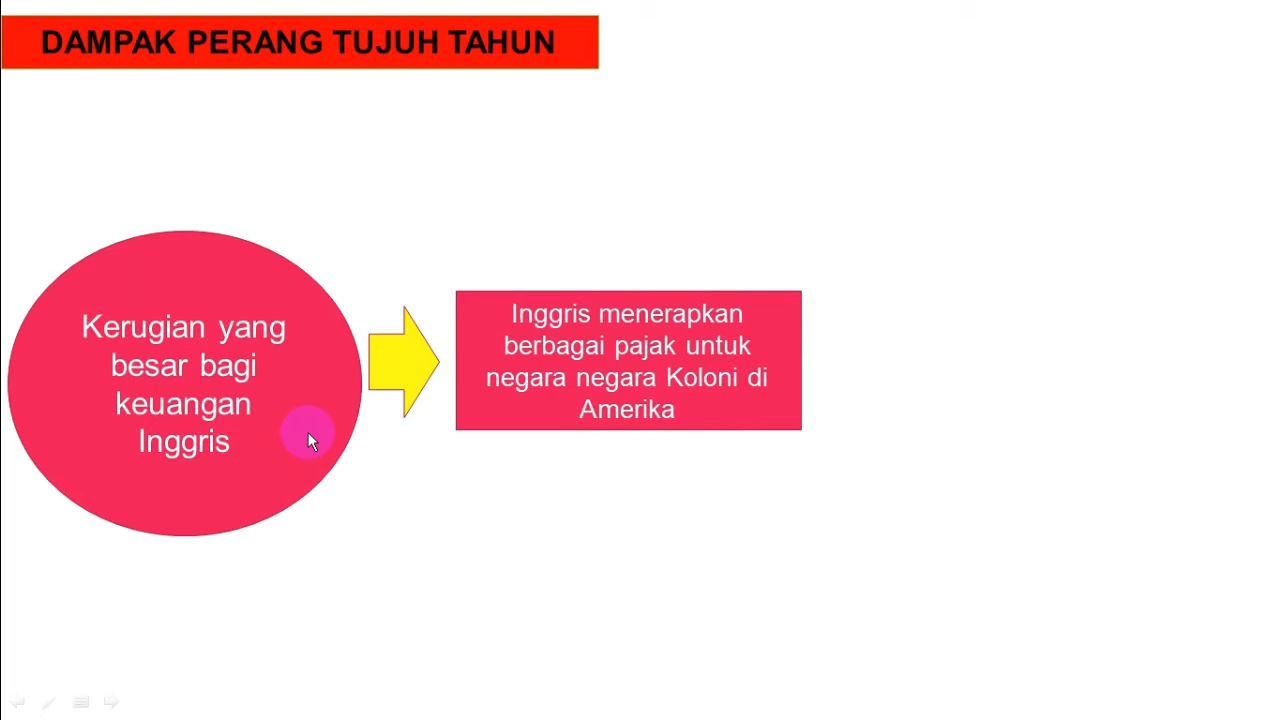 DAMPAK PERANG TUJUH TAHUN
Kerugian yang
besar bagi
keuangan
Inggris
Inggris menerapkan
berbagai pajak untuk
negara negara Koloni di
Amerika